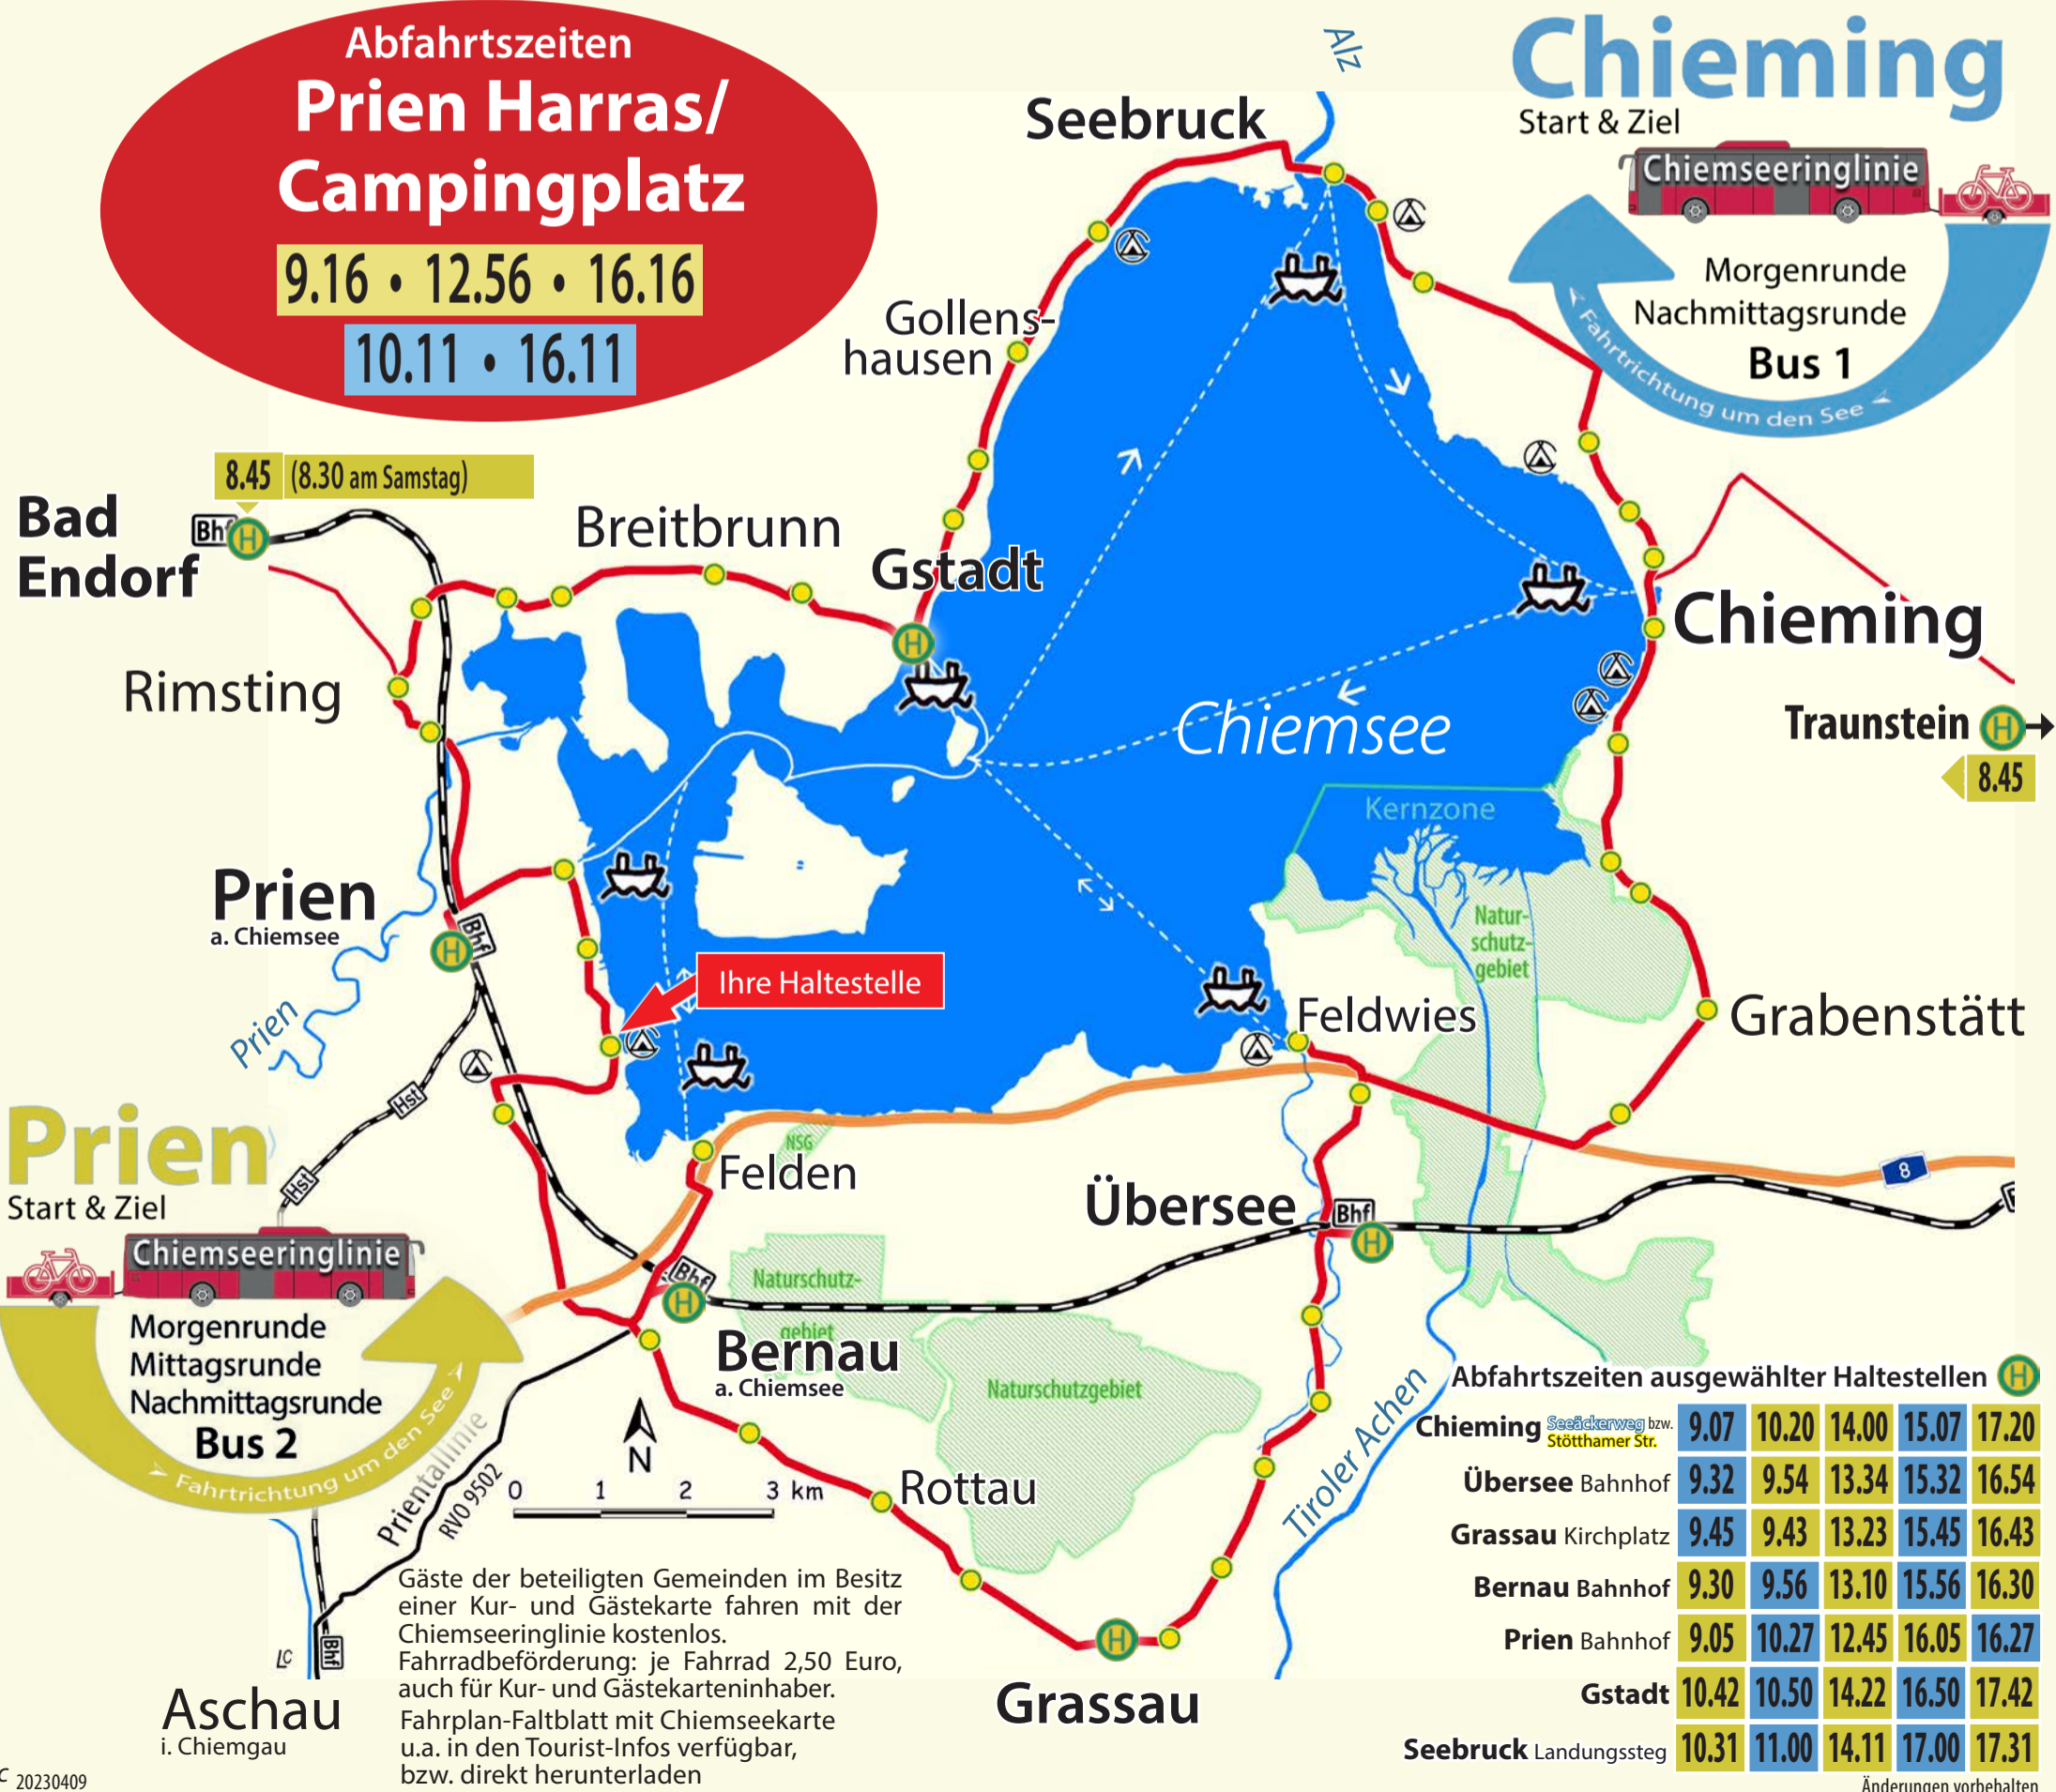 Abfahrtszeiten
Prien Harras/
Campingplatz
9.16 • 12.56 • 16.16
10.11 • 16.11
Alz
Seebruck
Chieming
Start & Ziel
Chiemseeringlinie
Morgenrunde
Nachmittagsrunde
Bus 1
Fahrtrichtung um den See
Gollens-
hausen
8.45 (8.30 am Samstag)
Bad
Endorf
Bhf
H
Breitbrunn
Gstadt
H
Rimsting
Chieming
Chiemsee
Traunstein H
8.45
Kernzone
Prien
a. Chiemsee
Bhf
H
Natur-
schutz-
gebiet
Ihre Haltestelle
Prien
Feldwies
Grabenstätt
Hst
Hst
Prien
Start & Ziel
Chiemseeringlinie
Morgenrunde
Mittagsrunde
Nachmittagsrunde
Bus 2
Fahrtrichtung um den See
NSG
Felden
8
Übersee
Bhf
H
Bhf
H
Naturschutz-
gebiet
Bernau
a. Chiemsee
Naturschutzgebiet
N
0 1 2 3 km
Rottau
Prientallinie
RVO 9502
Tiroler Achen
H
Grassau
LC
Bhf
Aschau
i. Chiemgau
Gäste der beteiligten Gemeinden im Besitz
einer Kur- und Gästekarte fahren mit der
Chiemseeringlinie kostenlos.
Fahrradbeförderung: je Fahrrad 2,50 Euro,
auch für Kur- und Gästekarteninhaber.
Fahrplan-Faltblatt mit Chiemseekarte
u.a. in den Tourist-Infos verfügbar,
bzw. direkt herunterladen
Abfahrtszeiten ausgewählter Haltestellen H
Chieming Seeäckerweg bzw. Stötthamer Str. 9.07 10.20 14.00 15.07 17.20
Übersee Bahnhof 9.32 9.54 13.34 15.32 16.54
Grassau Kirchplatz 9.45 9.43 13.23 15.45 16.43
Bernau Bahnhof 9.30 9.56 13.10 15.56 16.30
Prien Bahnhof 9.05 10.27 12.45 16.05 16.27
Gstadt 10.42 10.50 14.22 16.50 17.42
Seebruck Landungssteg 10.31 11.00 14.11 17.00 17.31
Änderungen vorbehalten
20230409